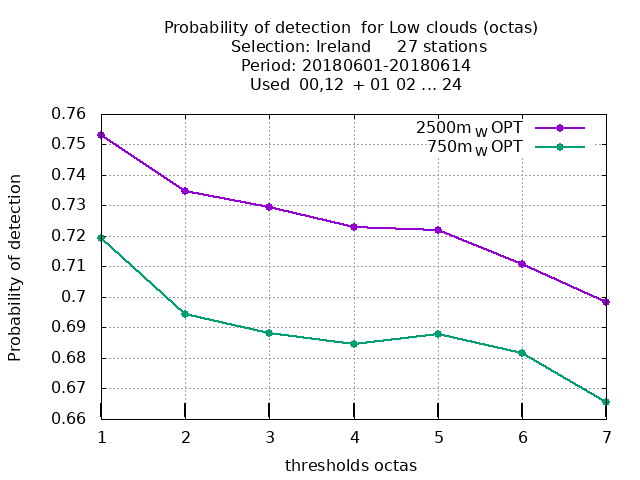 Probability of detection  for Low clouds (octas)
Selection: Ireland     27 stations
Period: 20180601-20180614
Used  00,12  + 01 02 ... 24
2500m W OPT
750m W OPT
0.76
0.75
0.74
0.73
0.72
0.71
0.7
0.69
0.68
0.67
0.66
Probability of detection
1 2 3 4 5 6 7
thresholds octas